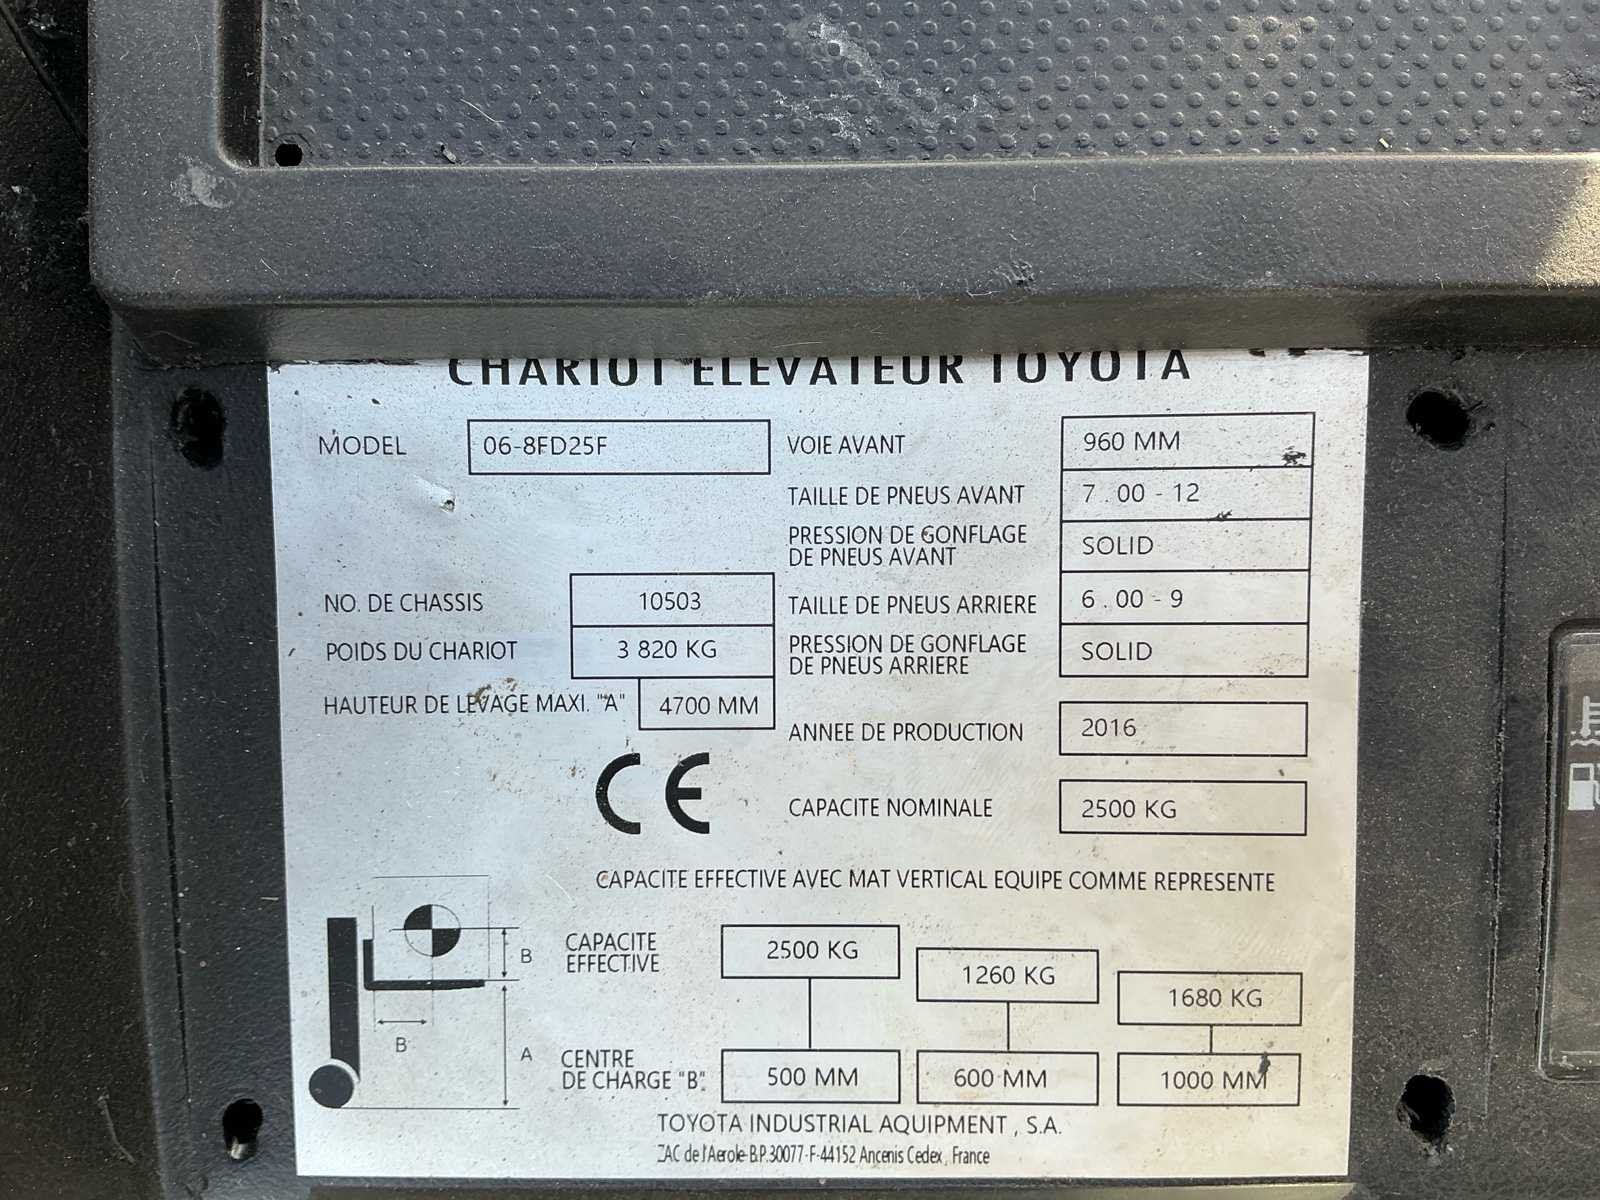 CHARIOT ELEVATEUR TOYOTA
MODEL 06-8FD25F
VOIE AVANT 960 MM
TAILLE DE PNEUS AVANT 7.00-12
PRESSION DE GONFLAGE
DE PNEUS AVANT SOLID
NO. DE CHASSIS 10503
TAILLE DE PNEUS ARRIERE 6.00-9
POIDS DU CHARIOT 3 820 KG
PRESSION DE GONFLAGE
DE PNEUS ARRIERE SOLID
HAUTEUR DE LEVAGE MAXI. "A" 4700 MM
ANNEE DE PRODUCTION 2016
CE
CAPACITE NOMINALE 2500 KG
CAPACITE EFFECTIVE AVEC MAT VERTICAL EQUIPE COMME REPRESENTE
B
B
A
CAPACITE
EFFECTIVE
2500 KG 1260 KG 1680 KG
CENTRE
DE CHARGE "B".
500 MM 600 MM 1000 MM
TOYOTA INDUSTRIAL AQUIPMENT , S.A.
ZAC de l'Aerole-B.P.30077-F-44152 Ancenis Cedex, France